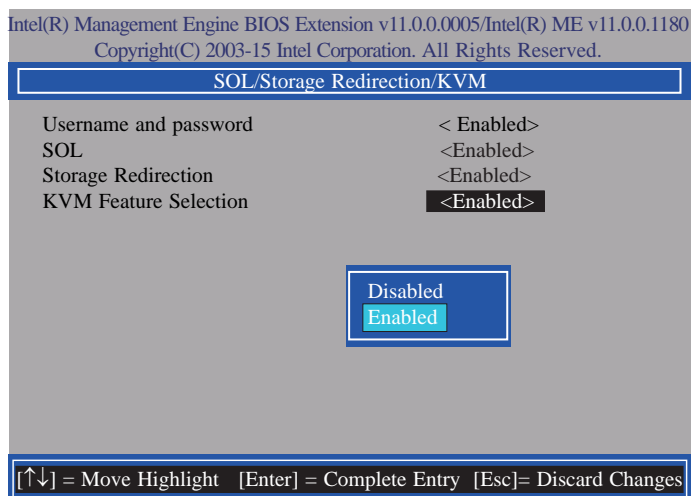 Intel(R) Management Engine BIOS Extension v11.0.0.0005/Intel(R) ME v11.0.0.1180
Copyright(C) 2003-15 Intel Corporation. All Rights Reserved.
SOL/Storage Redirection/KVM
Username and password < Enabled>
SOL <Enabled>
Storage Redirection <Enabled>
KVM Feature Selection <Enabled>
Disabled
Enabled
[↑↓] = Move Highlight [Enter] = Complete Entry [Esc]= Discard Changes